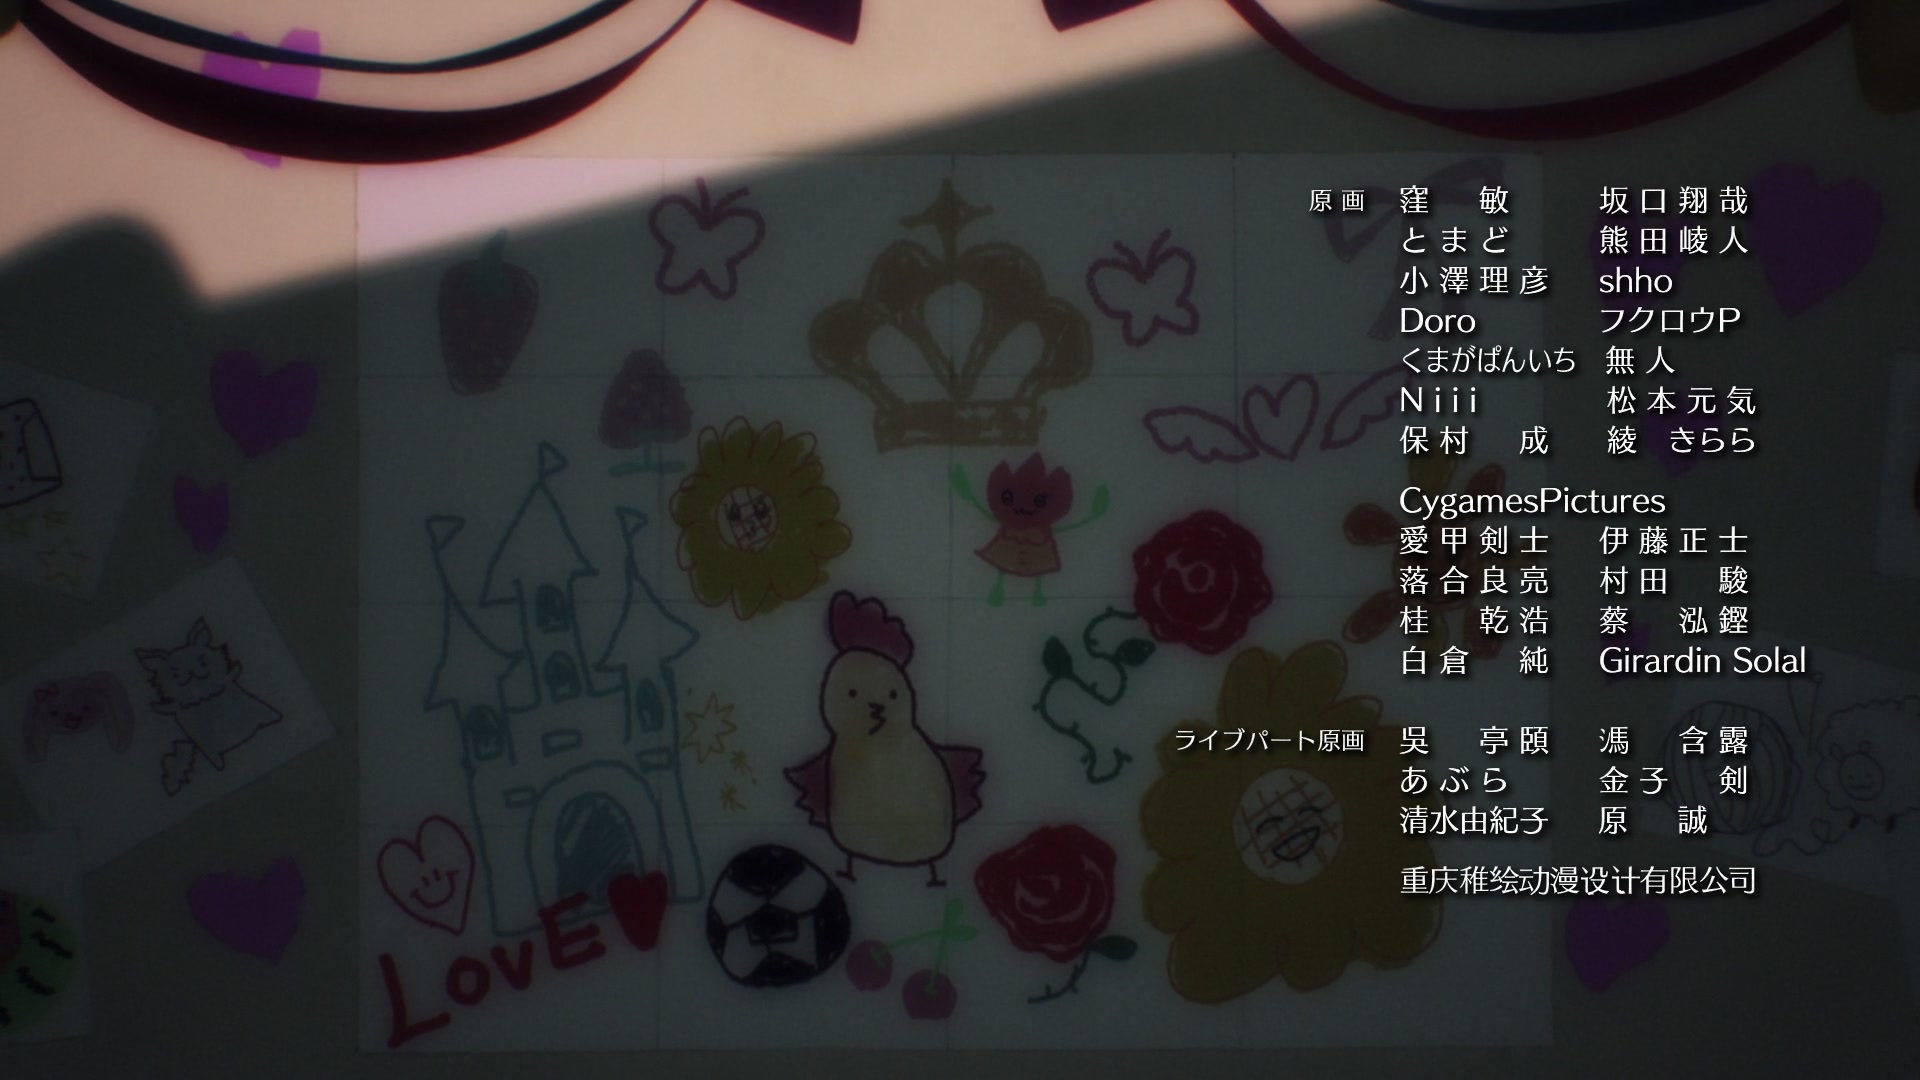 原画 窪 敏 坂口翔哉
とまど 熊田崚人
小澤理彦 shho
Doro フクロウP
くまがぱんいち 無人
Niii 松本元気
保村 成 綾 きらら
CygamesPictures
愛甲剣士 伊藤正士
落合良亮 村田 駿
桂 乾浩 蔡 泓鏗
白倉 純 Girardin Solal
ライブパート原画 吳 亭頤 馮 含露
あぶら 金子 剣
清水由紀子 原 誠
重庆稚绘动漫设计有限公司
LovE